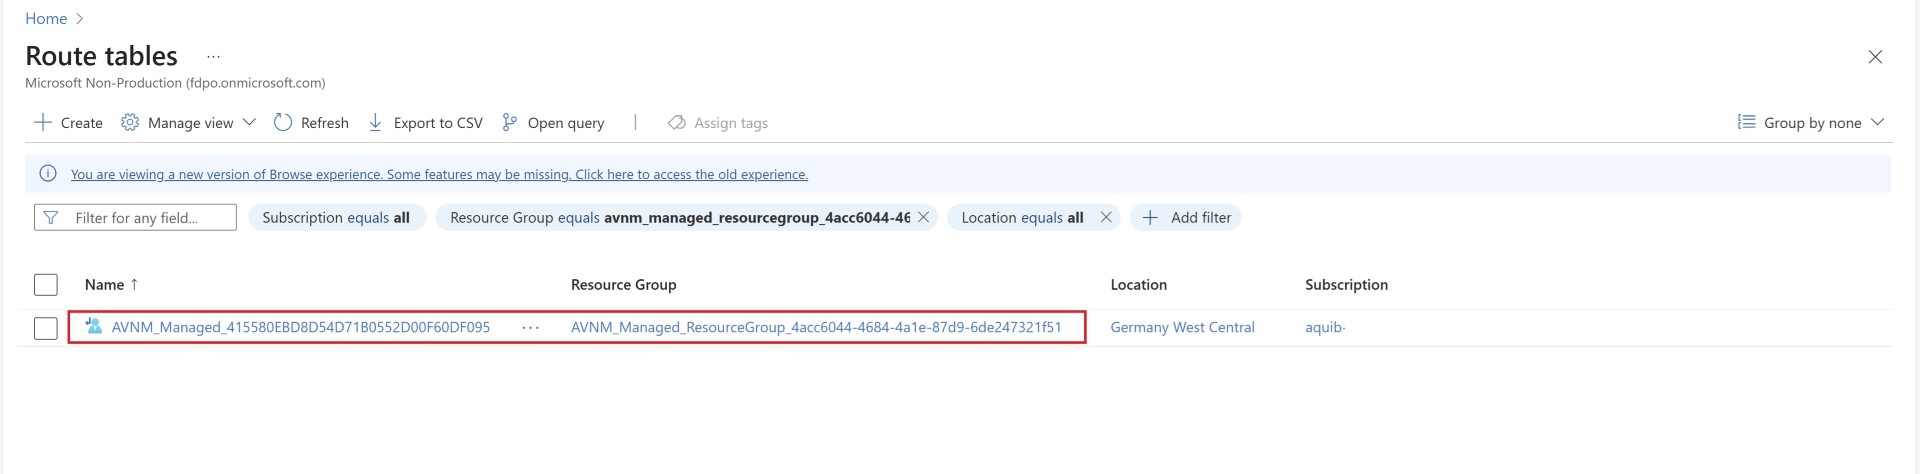 Home >
Route tables ...
Microsoft Non-Production (fdpo.onmicrosoft.com)
Create Manage view Refresh Export to CSV Open query | Assign tags Group by none
You are viewing a new version of Browse experience. Some features may be missing. Click here to access the old experience.
Filter for any field... Subscription equals all Resource Group equals avnm_managed_resourcegroup_4acc6044-46 Location equals all Add filter
Name ↑ Resource Group Location Subscription
AVNM_Managed_415580EBD8D54D71B0552D00F60DF095 ... AVNM_Managed_ResourceGroup_4acc6044-4684-4a1e-87d9-6de247321f51 Germany West Central aquib-